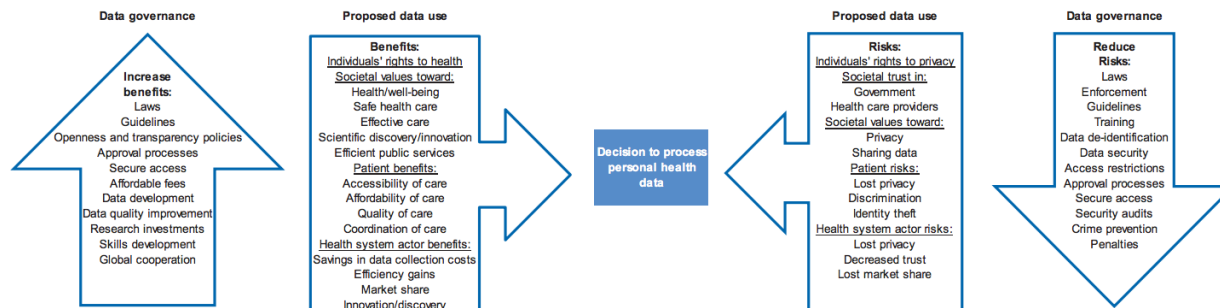 Data governance
Increase
benefits:
Laws
Guidelines
Openness and transparency policies
Approval processes
Secure access
Affordable fees
Data development
Data quality improvement
Research investments
Skills development
Global cooperation
Proposed data use
Benefits:
Individuals' rights to health
Societal values toward:
Health/well-being
Safe health care
Effective care
Scientific discovery/innovation
Efficient public services
Patient benefits:
Accessibility of care
Affordability of care
Quality of care
Coordination of care
Health system actor benefits:
Savings in data collection costs
Efficiency gains
Market share
Innovation/discovery
Decision to process
personal health
data
Proposed data use
Risks:
Individuals' rights to privacy
Societal trust in:
Government
Health care providers
Societal values toward:
Privacy
Sharing data
Patient risks:
Lost privacy
Discrimination
Identity theft
Health system actor risks:
Lost privacy
Decreased trust
Lost market share
Data governance
Reduce
Risks:
Laws
Enforcement
Guidelines
Training
Data de-identification
Data security
Access restrictions
Approval processes
Secure access
Security audits
Crime prevention
Penalties